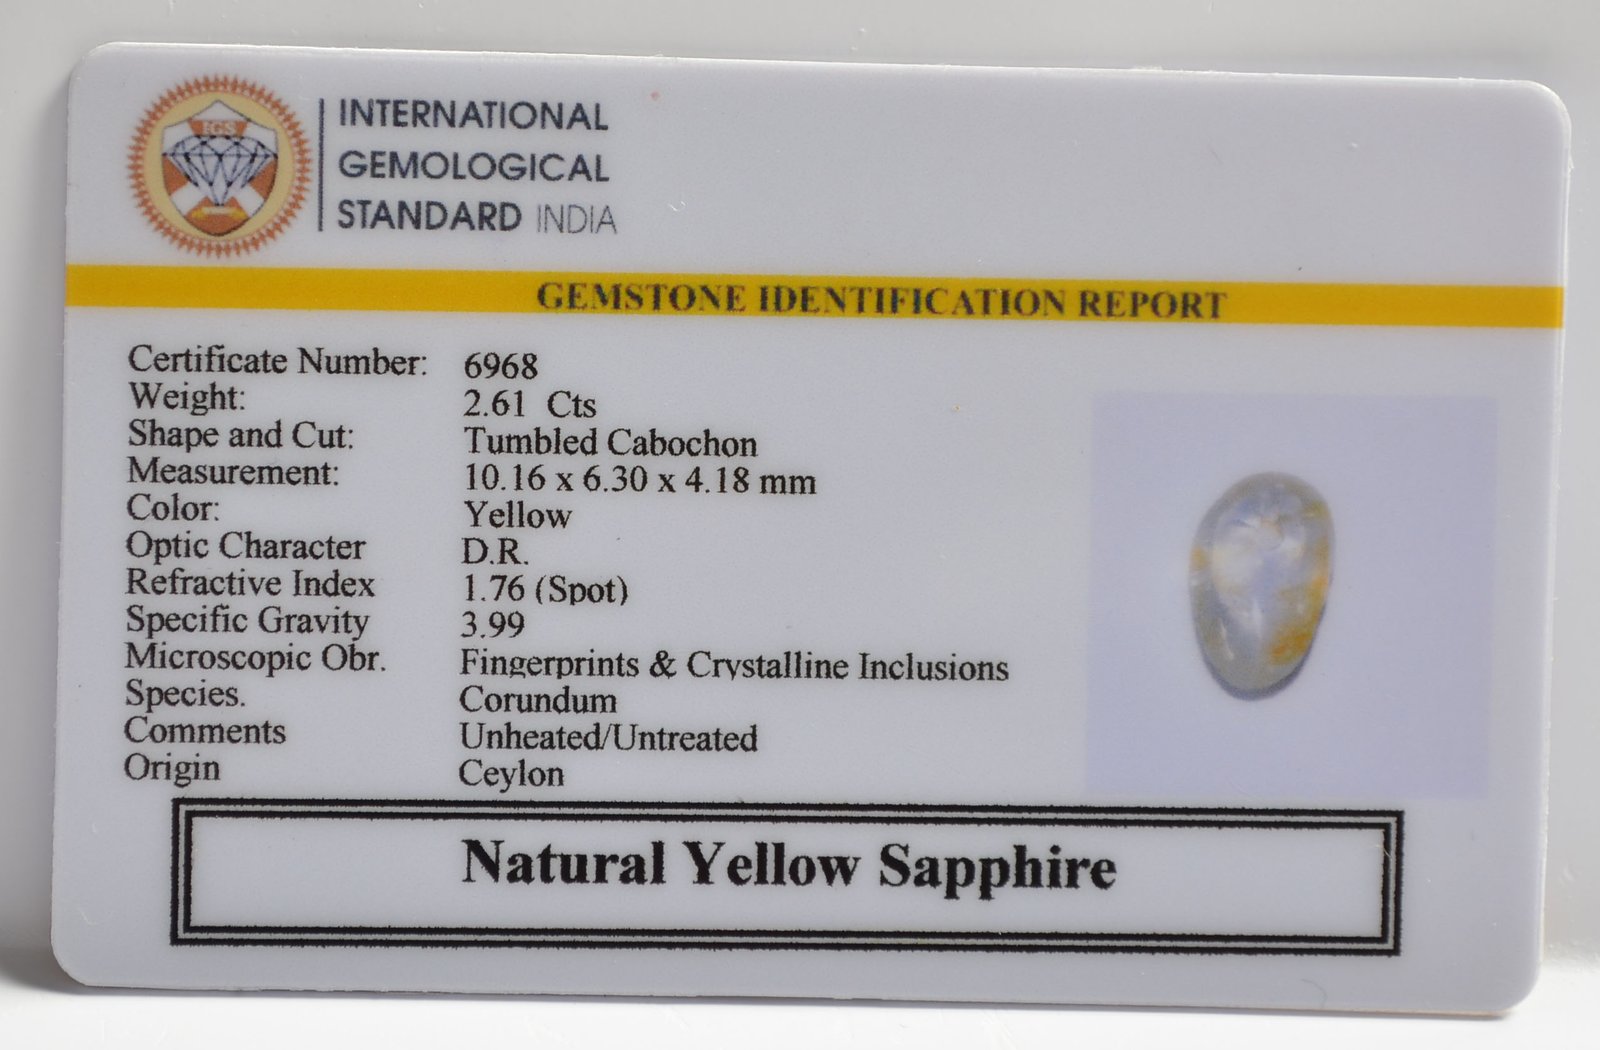 IGS
INTERNATIONAL
GEMOLOGICAL
STANDARD INDIA
GEMSTONE IDENTIFICATION REPORT
Certificate Number: 6968
Weight: 2.61 Cts
Shape and Cut: Tumbled Cabochon
Measurement: 10.16 x 6.30 x 4.18 mm
Color: Yellow
Optic Character D.R.
Refractive Index 1.76 (Spot)
Specific Gravity 3.99
Microscopic Obr. Fingerprints & Crystalline Inclusions
Species. Corundum
Comments Unheated/Untreated
Origin Ceylon
Natural Yellow Sapphire